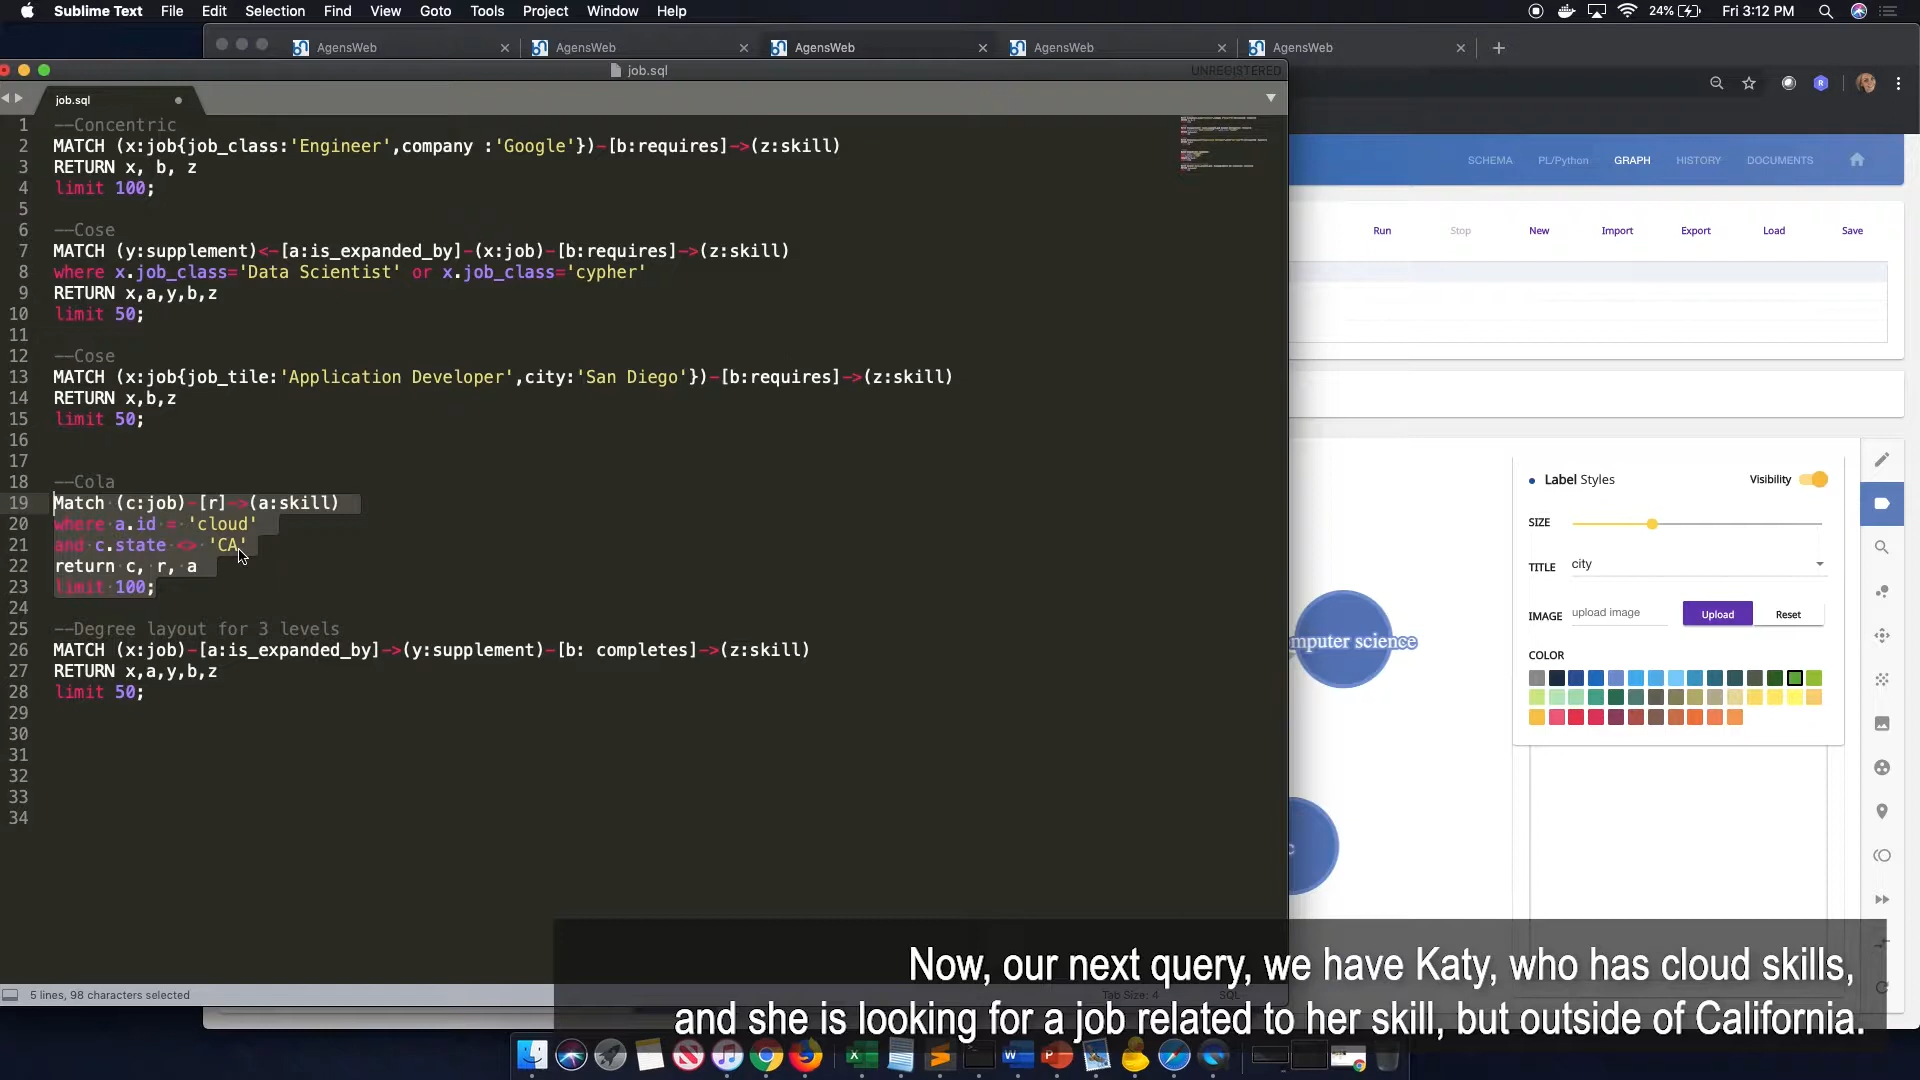 Sublime Text File Edit Selection Find View Goto Tools Project Window Help 24% Fri 3:12 PM
AgensWeb AgensWeb AgensWeb AgensWeb AgensWeb
job.sql UNREGISTERED
job.sql
1 --Concentric
2 MATCH (x:job{job_class:'Engineer',company :'Google'})-[b:requires]->(z:skill)
3 RETURN x, b, z
4 limit 100;
5
6 --Cose
7 MATCH (y:supplement)<-[a:is_expanded_by]-(x:job)-[b:requires]->(z:skill)
8 where x.job_class='Data Scientist' or x.job_class='cypher'
9 RETURN x,a,y,b,z
10 limit 50;
11
12 --Cose
13 MATCH (x:job{job_tile:'Application Developer',city:'San Diego'})-[b:requires]->(z:skill)
14 RETURN x,b,z
15 limit 50;
16
17
18 --Cola
19 Match (c:job)-[r]->(a:skill)
20 where a.id = 'cloud'
21 and c.state <> 'CA'
22 return c, r, a
23 limit 100;
24
25 --Degree layout for 3 levels
26 MATCH (x:job)-[a:is_expanded_by]->(y:supplement)-[b: completes]->(z:skill)
27 RETURN x,a,y,b,z
28 limit 50;
29
30
31
32
33
34
5 lines, 98 characters selected Tab Size: 4 SQL
SCHEMA PL/Python GRAPH HISTORY DOCUMENTS
Run Stop New Import Export Load Save
Label Styles Visibility
SIZE
TITLE city
IMAGE upload image Upload Reset
COLOR
mputer science
c
Now, our next query, we have Katy, who has cloud skills,
and she is looking for a job related to her skill, but outside of California.